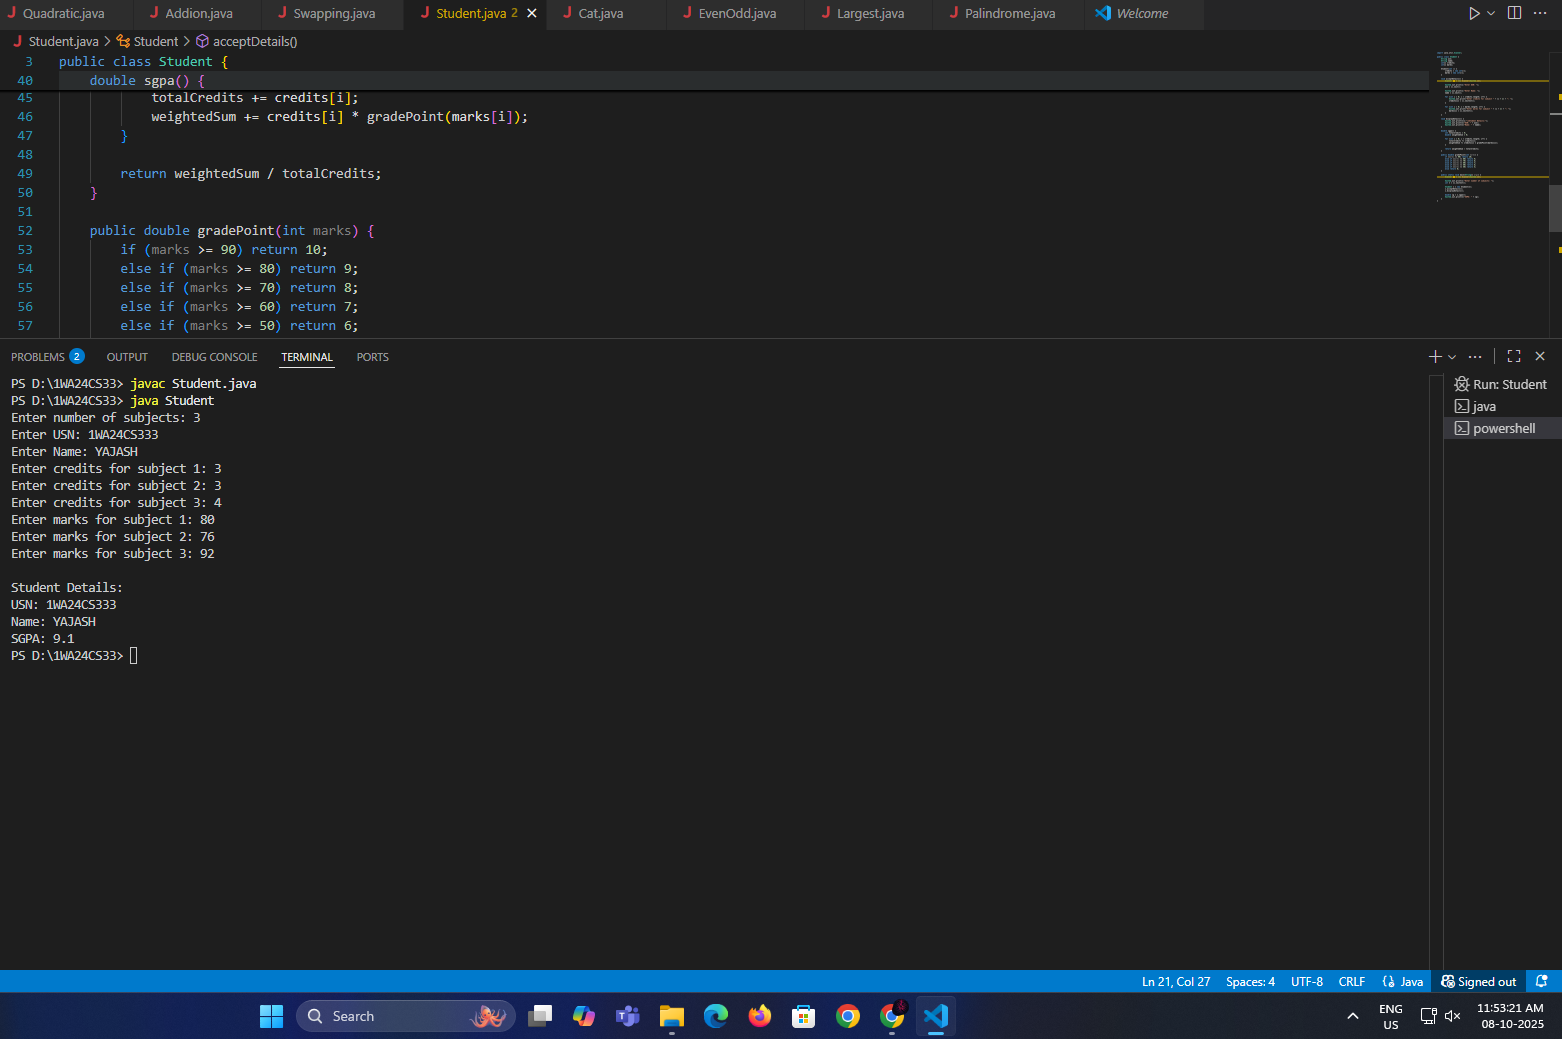 Quadratic.java Addion.java Swapping.java Student.java 2 Cat.java EvenOdd.java Largest.java Palindrome.java Welcome
Student.java > Student > acceptDetails()
3 public class Student {
40 double sgpa() {
45 totalCredits += credits[i];
46 weightedSum += credits[i] * gradePoint(marks[i]);
47 }
48
49 return weightedSum / totalCredits;
50 }
51
52 public double gradePoint(int marks) {
53 if (marks >= 90) return 10;
54 else if (marks >= 80) return 9;
55 else if (marks >= 70) return 8;
56 else if (marks >= 60) return 7;
57 else if (marks >= 50) return 6;
PROBLEMS 2 OUTPUT DEBUG CONSOLE TERMINAL PORTS
PS D:\1WA24CS33> javac Student.java
PS D:\1WA24CS33> java Student
Enter number of subjects: 3
Enter USN: 1WA24CS333
Enter Name: YAJASH
Enter credits for subject 1: 3
Enter credits for subject 2: 3
Enter credits for subject 3: 4
Enter marks for subject 1: 80
Enter marks for subject 2: 76
Enter marks for subject 3: 92
Student Details:
USN: 1WA24CS333
Name: YAJASH
SGPA: 9.1
PS D:\1WA24CS33>
Run: Student
java
powershell
Ln 21, Col 27 Spaces: 4 UTF-8 CRLF Java Signed out
Search
ENG
US
11:53:21 AM
08-10-2025